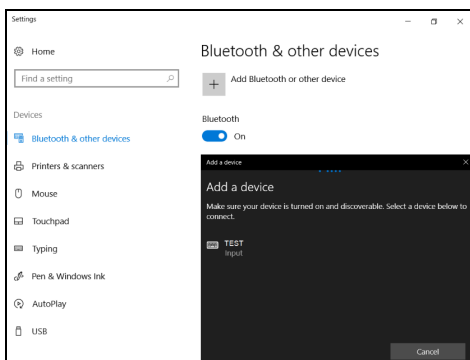 Settings
Home
Find a setting
Devices
Bluetooth & other devices
Printers & scanners
Mouse
Touchpad
Typing
Pen & Windows Ink
AutoPlay
USB
Bluetooth & other devices
Add Bluetooth or other device
Bluetooth
On
Add a device
Add a device
Make sure your device is turned on and discoverable. Select a device below to
connect.
TEST
Input
Cancel